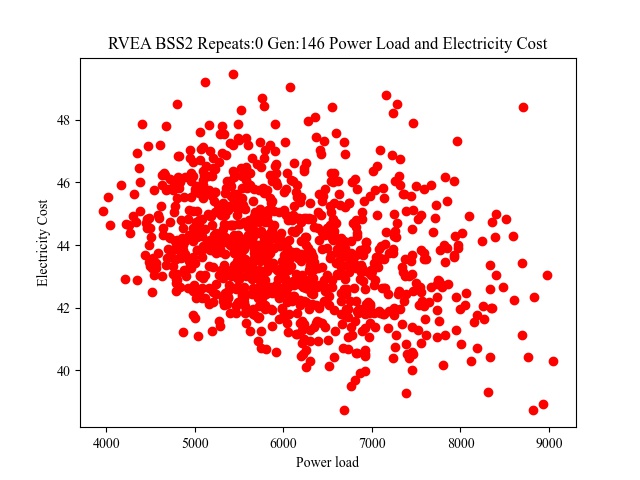 RVEA BSS2 Repeats:0 Gen:146 Power Load and Electricity Cost
48
46
44
42
40
Electricity Cost
4000 5000 6000 7000 8000 9000
Power load